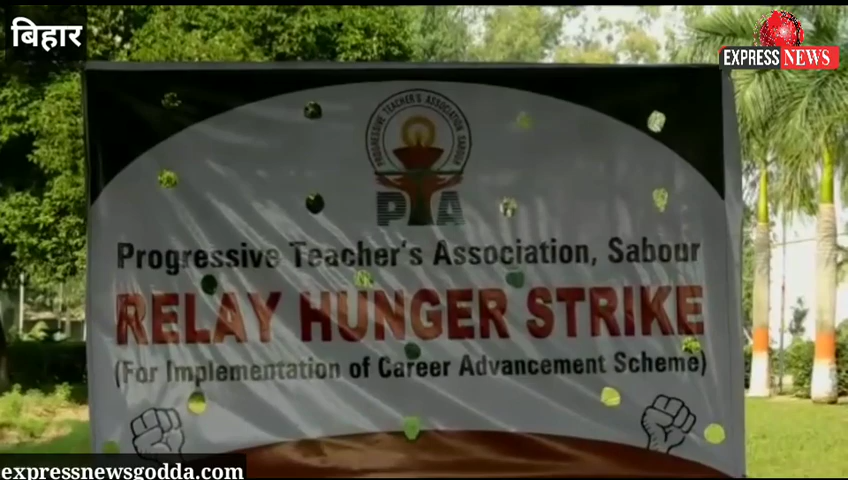 बिहार
EXPRESS NEWS
PROGRESSIVE TEACHER'S ASSOCIATION SABOUR
PTA
Progressive Teacher's Association, Sabour
RELAY HUNGER STRIKE
(For Implementation of Career Advancement Scheme)
expressnewsgodda.com